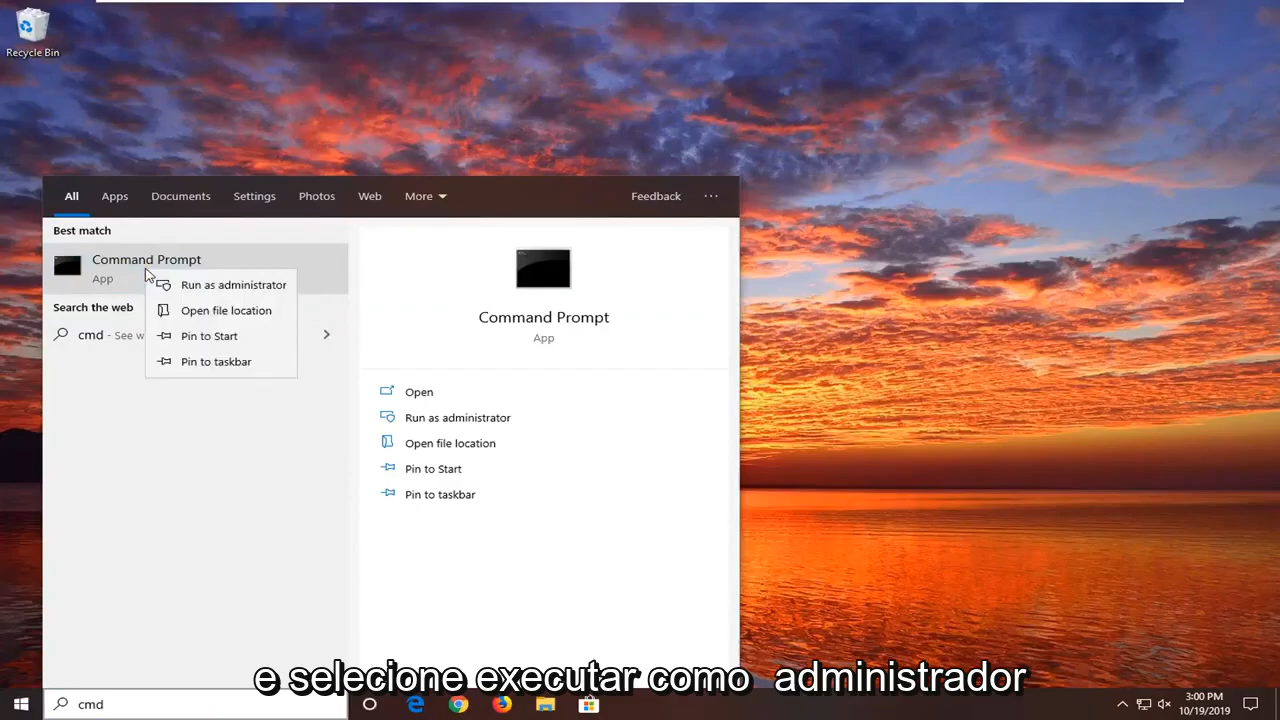 Recycle Bin
All Apps Documents Settings Photos Web More Feedback ...
Best match
Command Prompt
App
Run as administrator
Open file location
Pin to Start
Pin to taskbar
Search the web
cmd - See w
Command Prompt
App
Open
Run as administrator
Open file location
Pin to Start
Pin to taskbar
e selecione executar como administrador
cmd
3:00 PM
10/19/2019